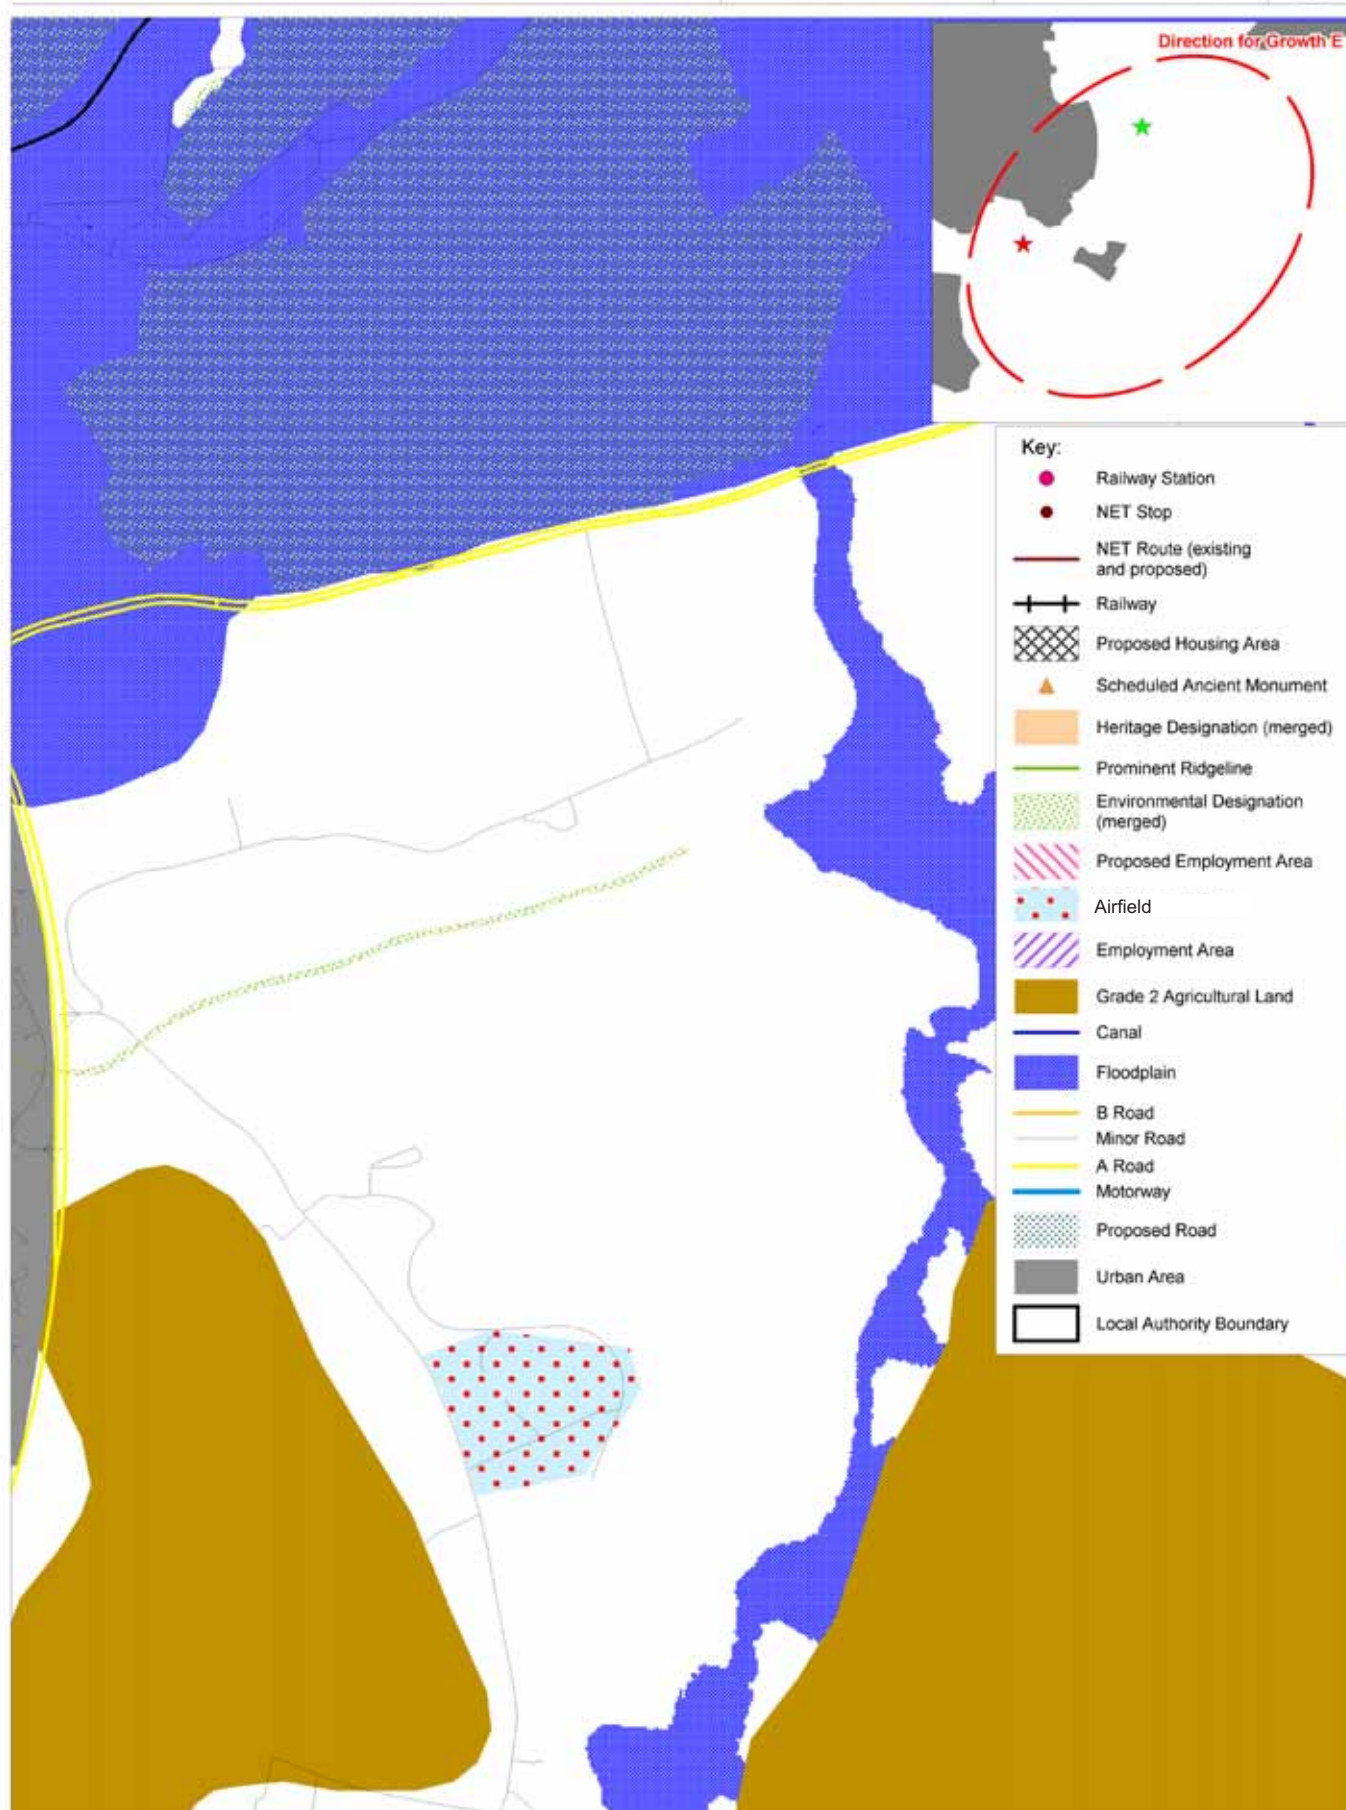 Direction for Growth E
Key:
Railway Station
NET Stop
NET Route (existing
and proposed)
Railway
Proposed Housing Area
Scheduled Ancient Monument
Heritage Designation (merged)
Prominent Ridgeline
Environmental Designation
(merged)
Proposed Employment Area
Airfield
Employment Area
Grade 2 Agricultural Land
Canal
Floodplain
B Road
Minor Road
A Road
Motorway
Proposed Road
Urban Area
Local Authority Boundary